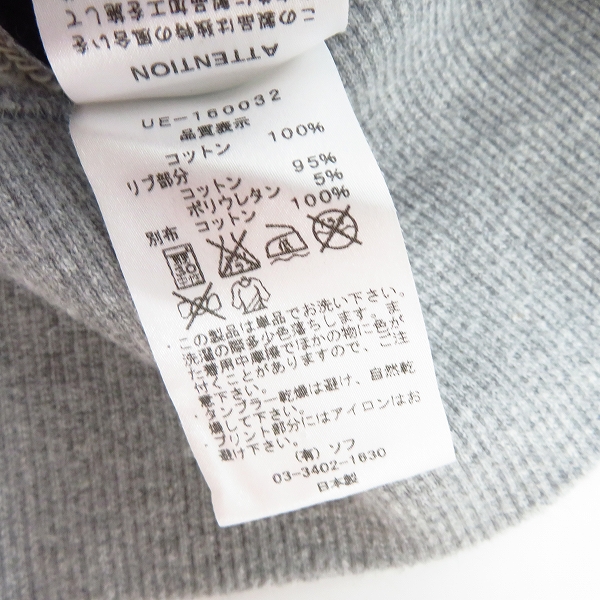 この製品は独特の風合いを
ATTENTION
UE-160032
品質表示
コットン 100%
リブ部分
コットン 95%
ポリウレタン 5%
コットン 100%
別布
・この製品は単品でお洗い下さい。
洗濯の際多少色落ちします。ま
た着用中摩擦でほかの物に色が
付くことがありますので、ご注
意下さい。
・タンブラー乾燥は避け、自然乾
燥して下さい。
・プリント部分にはアイロンはお
避け下さい。
(有)ソフ
03-3402-1630
日本製